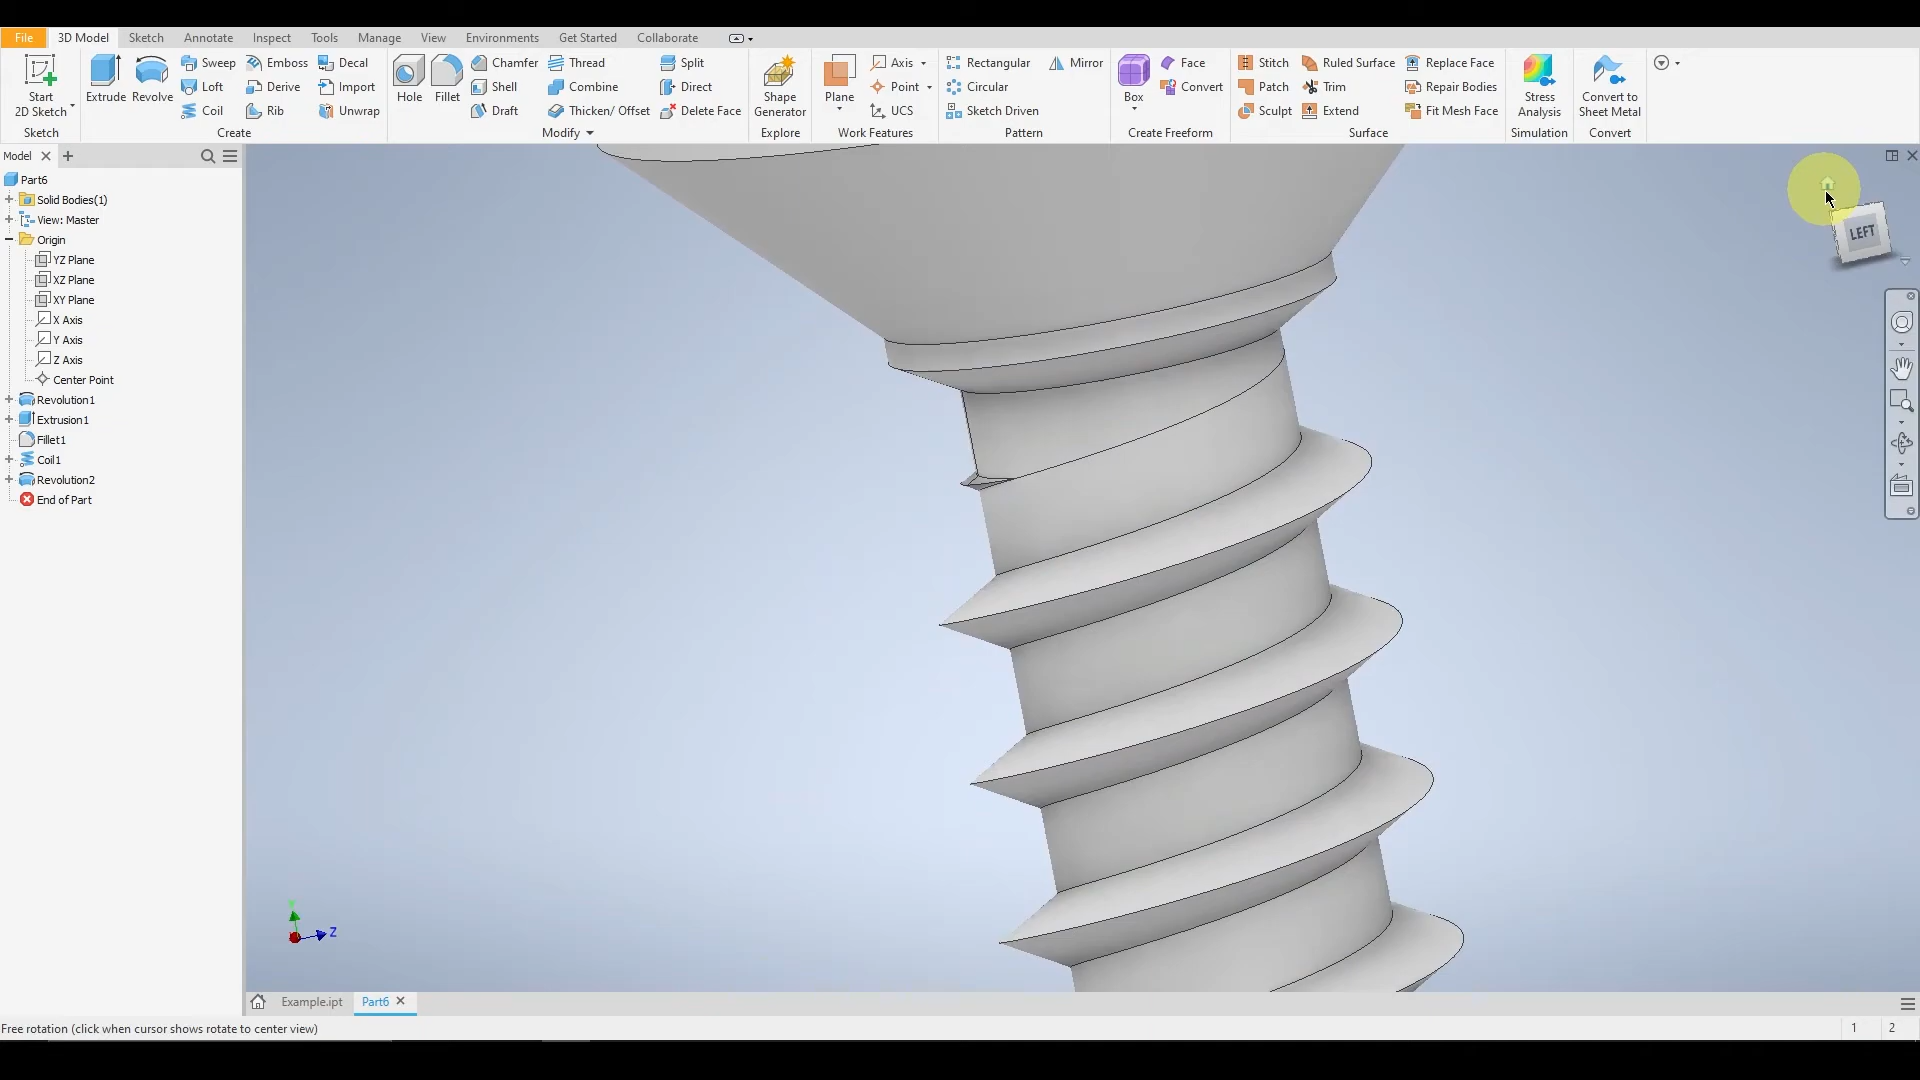 File 3D Model Sketch Annotate Inspect Tools Manage View Environments Get Started Collaborate
Start
2D Sketch
Extrude
Revolve
Sweep
Loft
Coil
Emboss
Derive
Rib
Decal
Import
Unwrap
Hole
Fillet
Chamfer
Shell
Draft
Thread
Combine
Thicken/ Offset
Split
Direct
Delete Face
Shape
Generator
Plane
Axis
Point
UCS
Rectangular
Circular
Sketch Driven
Mirror
Box
Face
Convert
Stitch
Patch
Sculpt
Ruled Surface
Trim
Extend
Replace Face
Repair Bodies
Fit Mesh Face
Stress
Analysis
Convert to
Sheet Metal
Sketch Create Modify Explore Work Features Pattern Create Freeform Surface Simulation Convert
Model
Part6
Solid Bodies(1)
View: Master
Origin
YZ Plane
XZ Plane
XY Plane
X Axis
Y Axis
Z Axis
Center Point
Revolution1
Extrusion1
Fillet1
Coil1
Revolution2
End of Part
LEFT
Z
Example.ipt Part6
Free rotation (click when cursor shows rotate to center view) 1 2